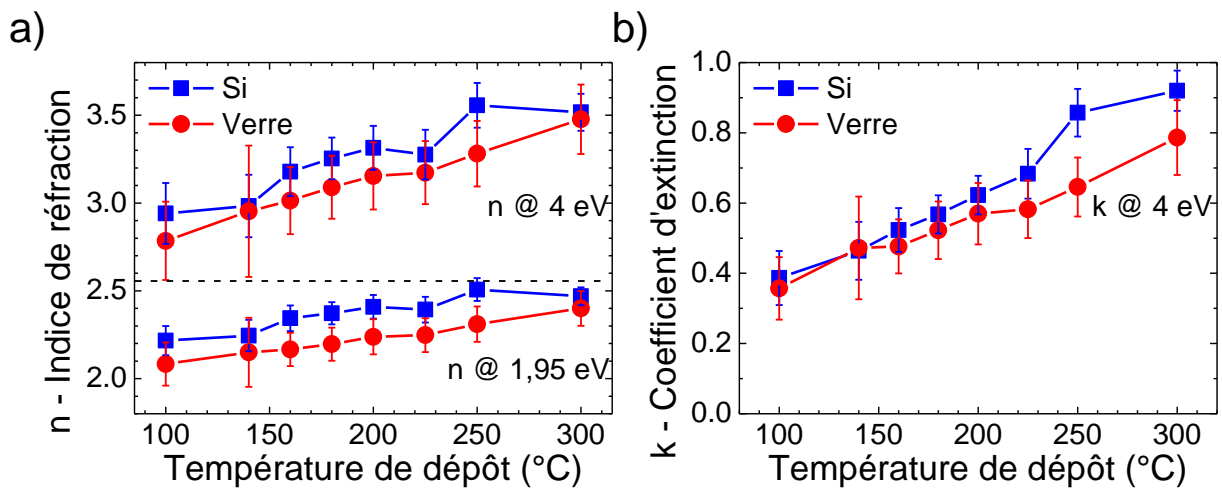 a)
n - Indice de réfraction
3.5
3.0
2.5
2.0
Si
Verre
n @ 4 eV
n @ 1,95 eV
100 150 200 250 300
Température de dépôt (°C)
b)
k - Coefficient d'extinction
1.0
0.8
0.6
0.4
0.2
0.0
Si
Verre
k @ 4 eV
100 150 200 250 300
Température de dépôt (°C)